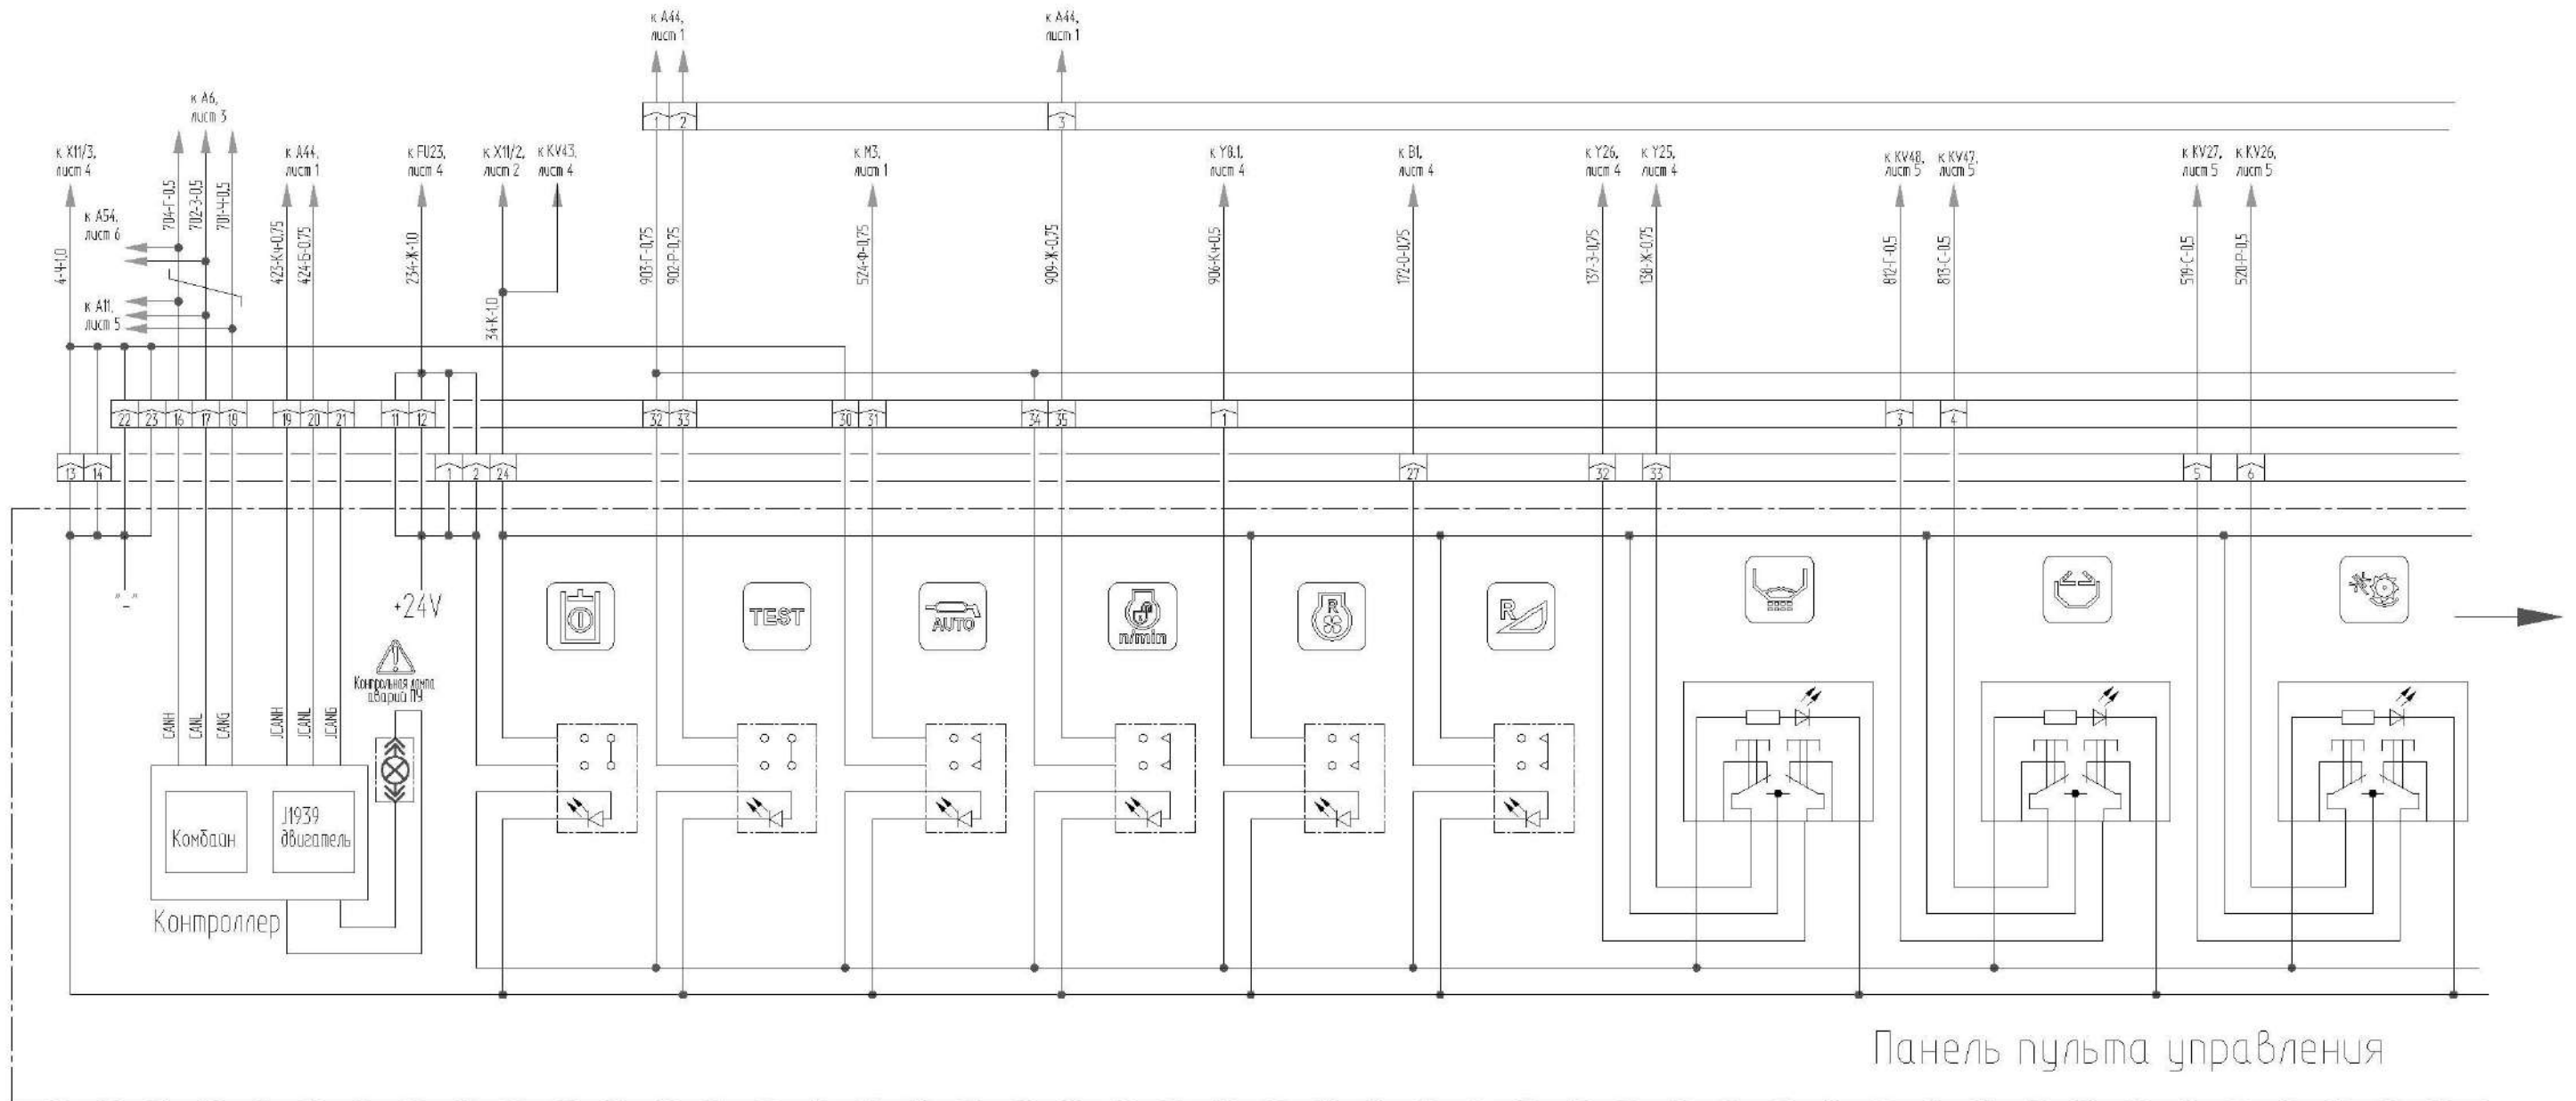 к А44,
лист 1
к А44,
лист 1
1
2
3
к А6,
лист 3
к Х11/3,
лист 4
к А44,
лист 1
к FU23,
лист 4
к Х11/2,
лист 2
к KV43,
лист 4
к М3,
лист 1
к Y8.1,
лист 4
к В1,
лист 4
к Y26,
лист 4
к Y25,
лист 4
к KV48,
лист 5
к KV47,
лист 5
к KV27,
лист 5
к KV26,
лист 5
к А54,
лист 6
к А11,
лист 5
4-Ч-1,0
704-Г-0,5
702-З-0,5
701-Ч-0,5
423-Кч-0,75
424-Б-0,75
234-Ж-1,0
34-К-1,0
903-Г-0,75
902-Р-0,75
524-Ф-0,75
909-Ж-0,75
906-Кч-0,5
172-О-0,75
137-З-0,75
138-Ж-0,75
812-Г-0,5
813-С-0,5
519-С-0,5
520-Р-0,5
22
23
16
17
18
19
20
21
11
12
32
33
30
31
34
35
1
3
4
13
14
1
2
24
27
32
33
5
6
"-"
+24V
TEST
AUTO
n/min
R
R
Контрольная лампа
аварий ПУ
CANH
CANL
CANG
JCANH
JCANL
JCANG
Комбайн
J1939
двигатель
Контроллер
Панель пульта управления